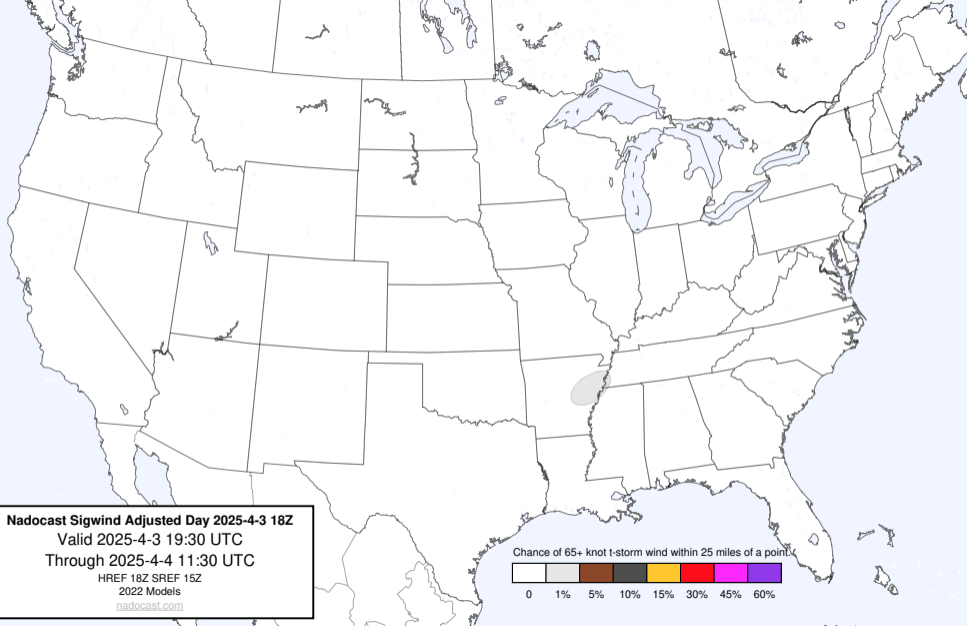 Nadocast Sigwind Adjusted Day 2025-4-3 18Z
Valid 2025-4-3 19:30 UTC
Through 2025-4-4 11:30 UTC
HREF 18Z SREF 15Z
2022 Models
nadocast.com
Chance of 65+ knot t-storm wind within 25 miles of a point.
0 1% 5% 10% 15% 30% 45% 60%